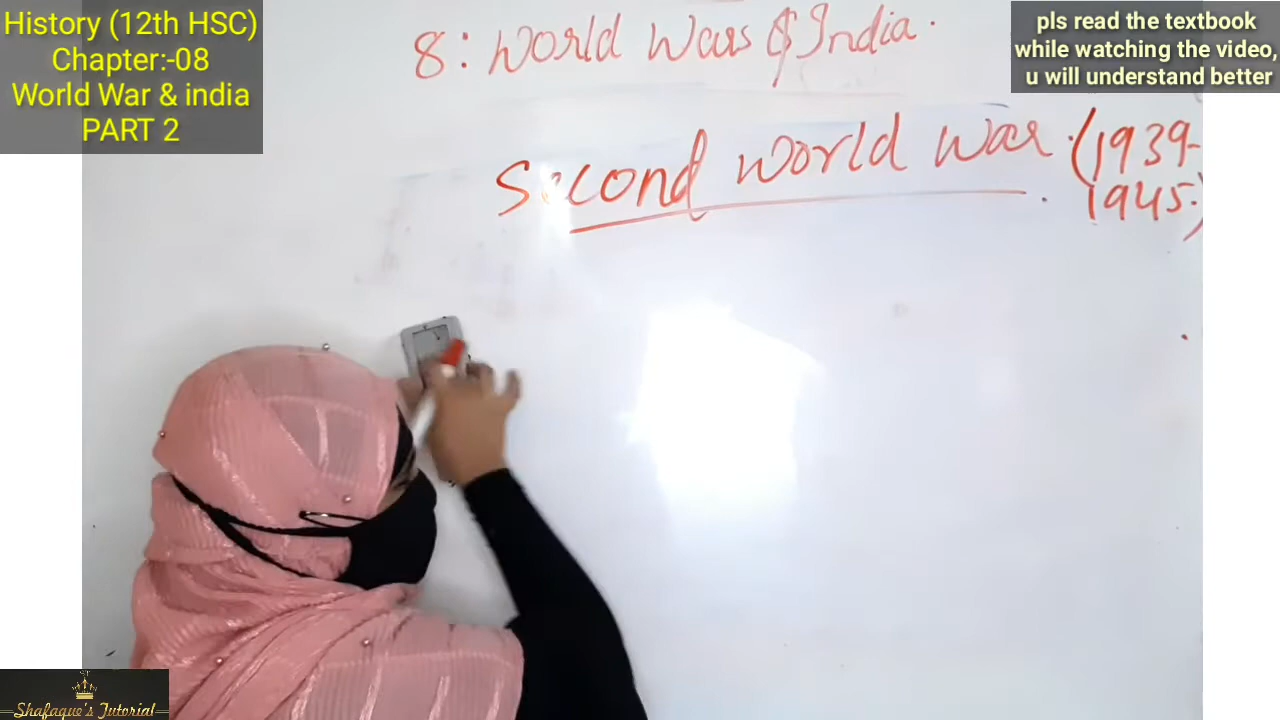 History (12th HSC)
Chapter:-08
World War & india
PART 2
pls read the textbook
while watching the video,
u will understand better
8: World Wars & India.
Second world war. (1939-
1945.)
Shafaque's Tutorial